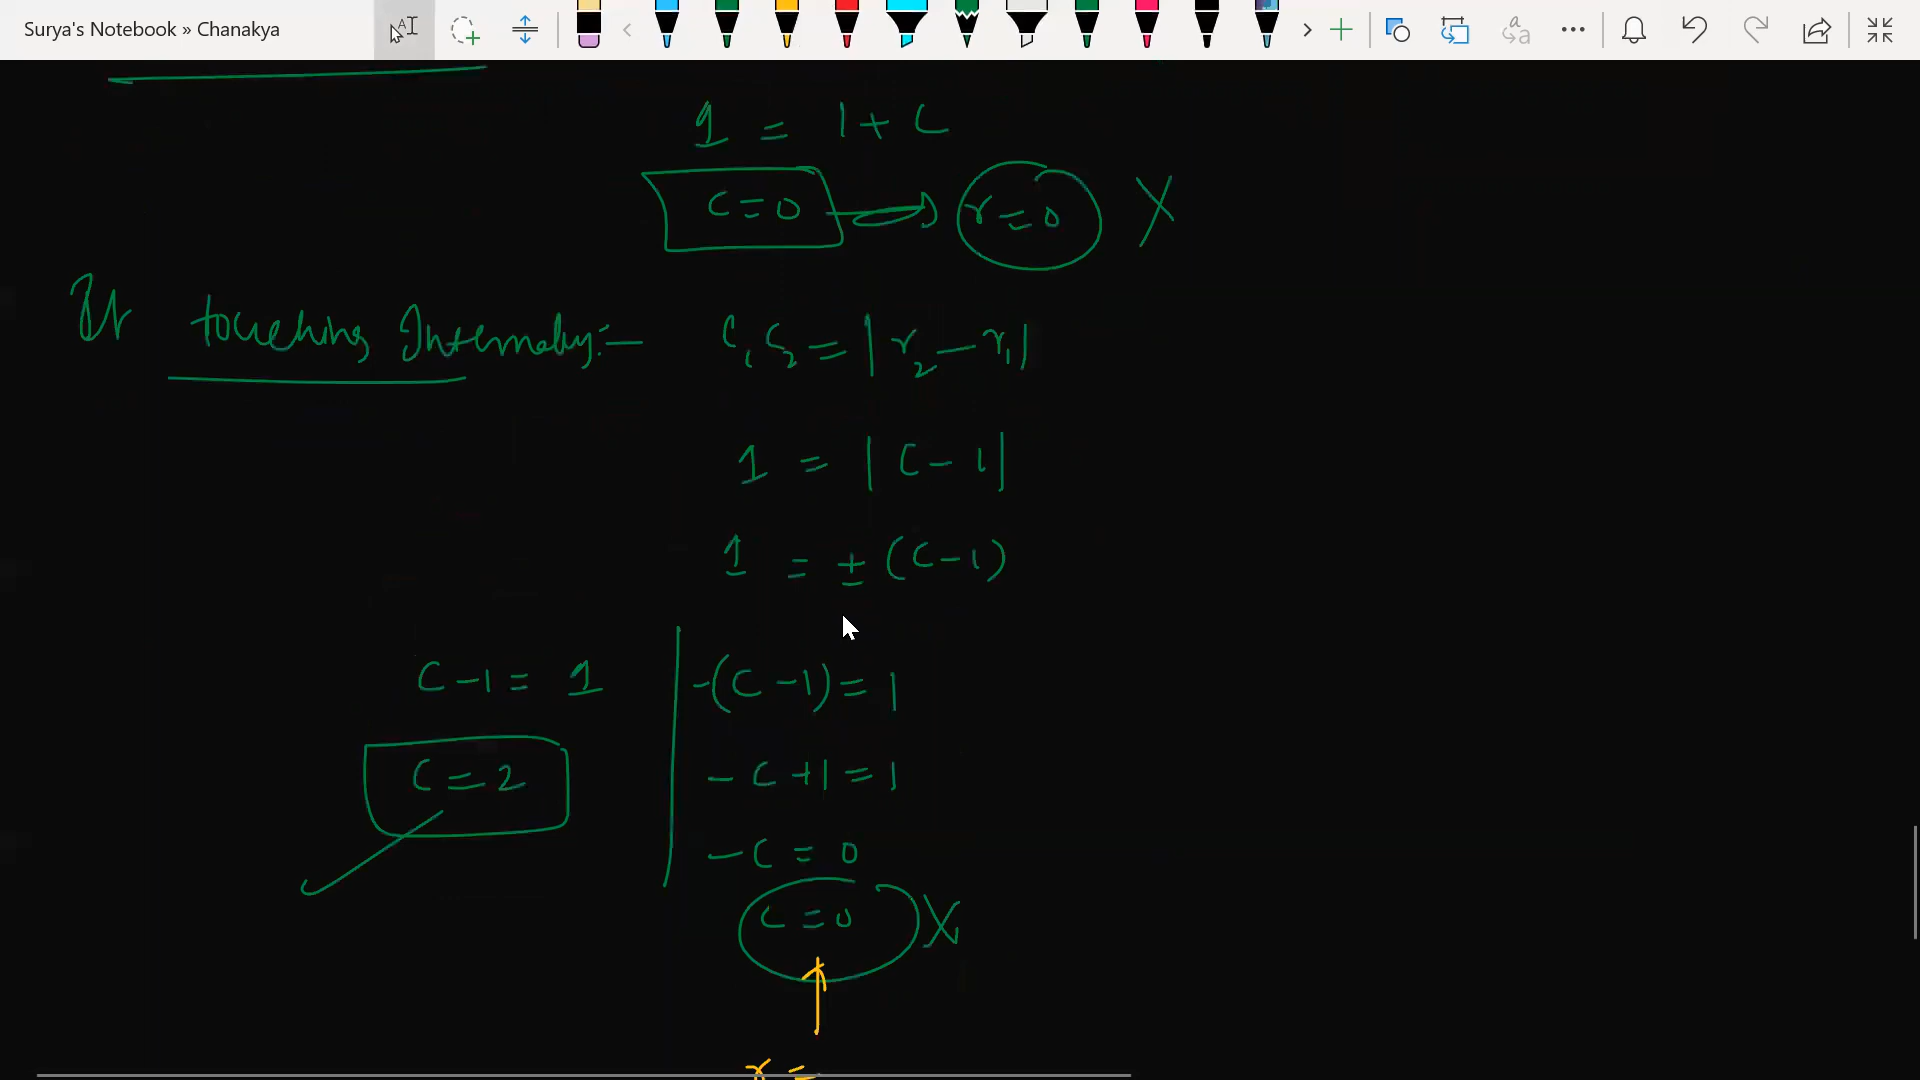 Surya's Notebook » Chanakya
1 = 1 + C
C = 0 → r = 0 X
If touching Internally :-
C₁C₂ = | r₂ - r₁ |
1 = | C - 1 |
1 = ± (C - 1)
C - 1 = 1
C = 2
-(C - 1) = 1
- C + 1 = 1
- C = 0
C = 0 X
r =